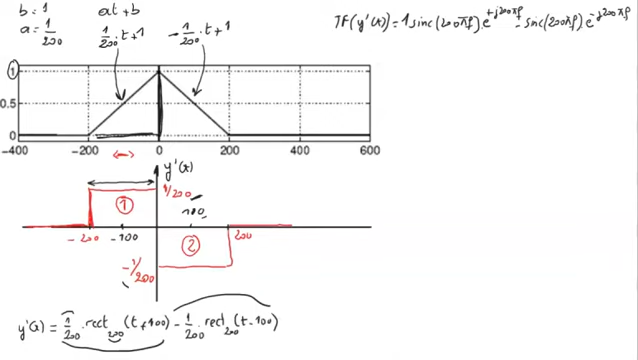 b = 1 at + b
a = 1/200 1/200 · t + 1 - 1/200 · t + 1
TF(y'(t)) = 1 sinc(200πf) e^{+j200πf} - sinc(200πf) e^{-j200πf}
1
0.5
0
-400 -200 0 200 400 600
y'(t)
1/200
① 100
-200 -100 ② 200
-1/200
y'(t) = 1/200 · rect_200 (t+100) - 1/200 · rect_200 (t-100)